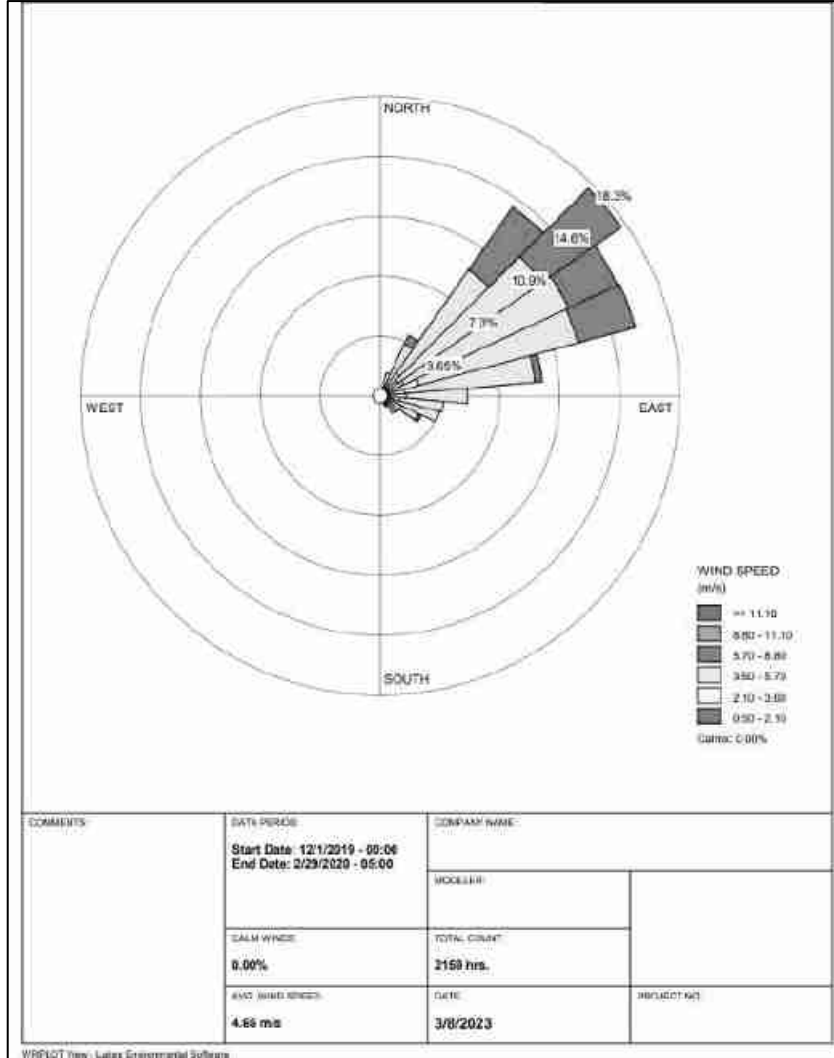 NORTH
18.3%
14.6%
10.9%
7.3%
3.65%
WEST
EAST
SOUTH
WIND SPEED
(m/s)
>= 11.10
8.80 - 11.10
5.70 - 8.80
3.60 - 5.70
2.10 - 3.60
0.50 - 2.10
Calms: 0.00%
COMMENTS:
DATA PERIOD:
Start Date: 12/1/2019 - 00:00
End Date: 2/29/2020 - 05:00
COMPANY NAME:
MODELER:
CALM WINDS:
0.00%
TOTAL COUNT:
hrs.
AVG. WIND SPEED:
m/s
DATE:
3/8/2023
PROJECT NO.:
WRPLOT View - Lakes Environmental Software